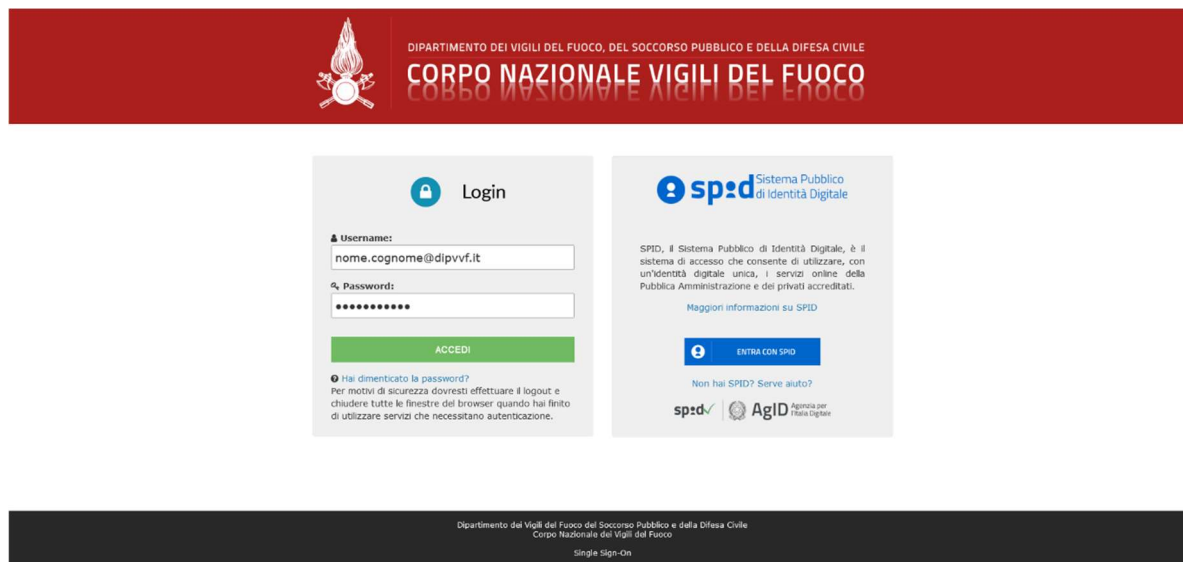 DIPARTIMENTO DEI VIGILI DEL FUOCO, DEL SOCCORSO PUBBLICO E DELLA DIFESA CIVILE
CORPO NAZIONALE VIGILI DEL FUOCO
Login
Username:
nome.cognome@dipvvf.it
Password:
ACCEDI
Hai dimenticato la password?
Per motivi di sicurezza dovresti effettuare il logout e
chiudere tutte le finestre del browser quando hai finito
di utilizzare servizi che necessitano autenticazione.
spid Sistema Pubblico
di Identità Digitale
SPID, il Sistema Pubblico di Identità Digitale, è il
sistema di accesso che consente di utilizzare, con
un'identità digitale unica, i servizi online della
Pubblica Amministrazione e dei privati accreditati.
Maggiori informazioni su SPID
ENTRA CON SPID
Non hai SPID? Serve aiuto?
spid AgID Agenzia per
l'Italia Digitale
Dipartimento dei Vigili del Fuoco del Soccorso Pubblico e della Difesa Civile
Corpo Nazionale dei Vigili del Fuoco
Single Sign-On